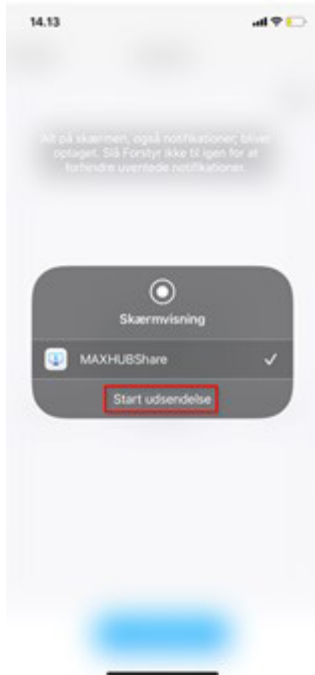 14.13
Alt på skærmen, også notifikationer, bliver
optaget. Slå Forstyr ikke til igen for at
forhindre uventede notifikationer.
Skærmvisning
MAXHUBShare
Start udsendelse